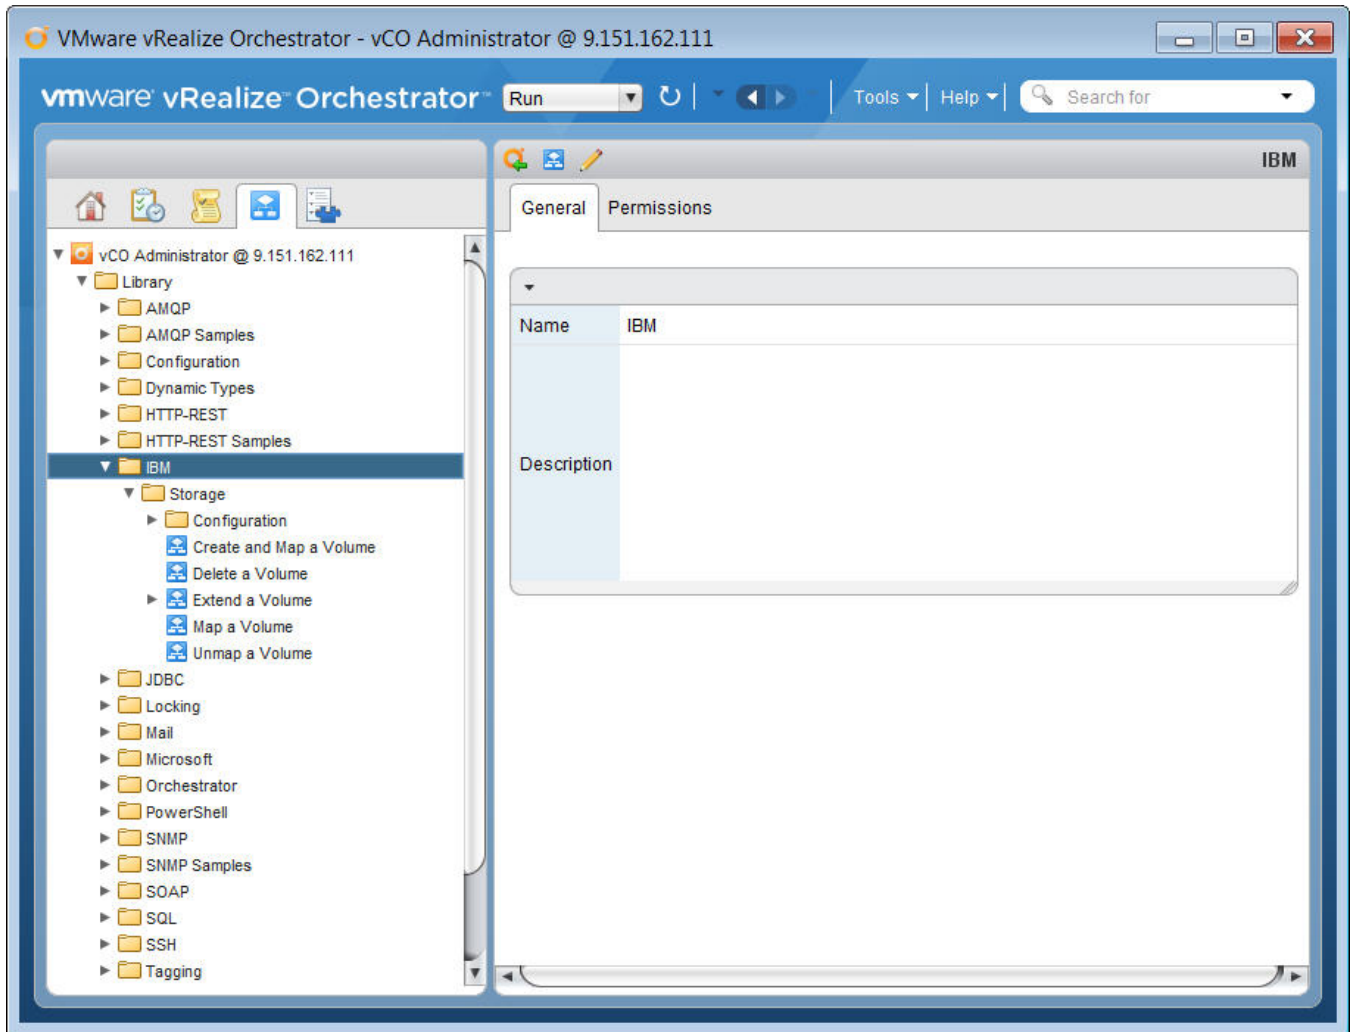 VMware vRealize Orchestrator - vCO Administrator @ 9.151.162.111
vmware vRealize™ Orchestrator™ Run Tools Help Search for
IBM
General Permissions
vCO Administrator @ 9.151.162.111
Library
AMQP
AMQP Samples
Configuration
Dynamic Types
HTTP-REST
HTTP-REST Samples
IBM
Storage
Configuration
Create and Map a Volume
Delete a Volume
Extend a Volume
Map a Volume
Unmap a Volume
JDBC
Locking
Mail
Microsoft
Orchestrator
PowerShell
SNMP
SNMP Samples
SOAP
SQL
SSH
Tagging
Name IBM
Description